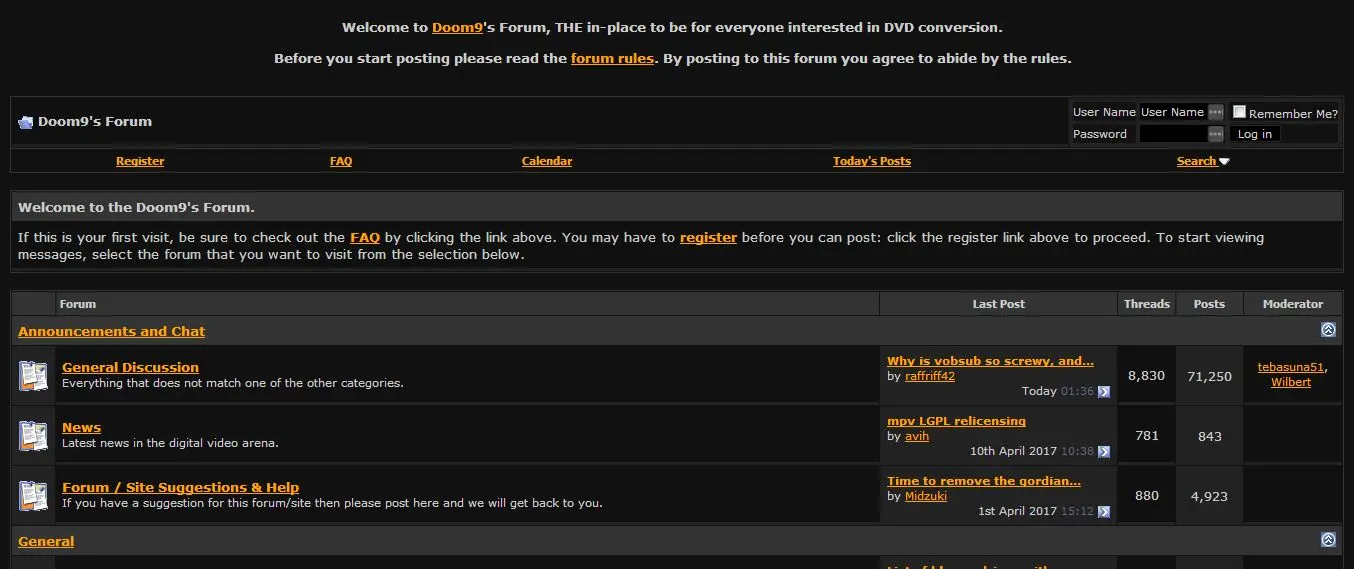 Welcome to Doom9's Forum, THE in-place to be for everyone interested in DVD conversion.
Before you start posting please read the forum rules. By posting to this forum you agree to abide by the rules.
Doom9's Forum
User Name User Name Remember Me?
Password Log in
Register FAQ Calendar Today's Posts Search
Welcome to the Doom9's Forum.
If this is your first visit, be sure to check out the FAQ by clicking the link above. You may have to register before you can post: click the register link above to proceed. To start viewing
messages, select the forum that you want to visit from the selection below.
Forum Last Post Threads Posts Moderator
Announcements and Chat
General Discussion
Everything that does not match one of the other categories.
Why is vobsub so screwy, and...
by raffriff42
Today 01:36
8,830 71,250
tebasuna51,
Wilbert
News
Latest news in the digital video arena.
mpv LGPL relicensing
by avih
10th April 2017 10:38
781 843
Forum / Site Suggestions & Help
If you have a suggestion for this forum/site then please post here and we will get back to you.
Time to remove the gordian...
by Midzuki
1st April 2017 15:12
880 4,923
General